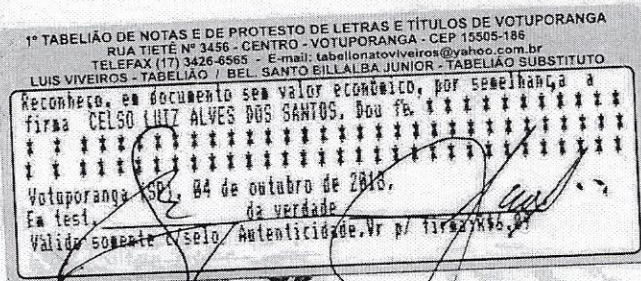 1º TABELIÃO DE NOTAS E DE PROTESTO DE LETRAS E TÍTULOS DE VOTUPORANGA
RUA TIETÊ Nº 3456 - CENTRO - VOTUPORANGA - CEP 15505-186
TELEFAX (17) 3426-6565 - E-mail: tabelionatoviveiros@yahoo.com.br
LUIS VIVEIROS - TABELIÃO / BEL. SANTO BILLALBA JUNIOR - TABELIÃO SUBSTITUTO
Reconheço, em documento sem valor econômico, por semelhança a
firma CELSO LUIZ ALVES DOS SANTOS. Dou fé.
Votuporanga (SP), 04 de outubro de
Em test. da verdade
Válido somente c/selo Autenticidade.Vr p/